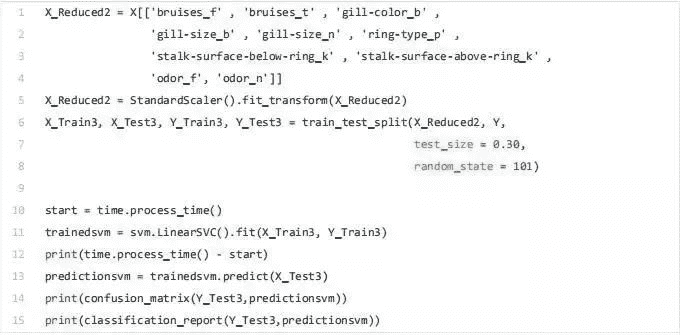 1 X_Reduced2 = X[['bruises_f' , 'bruises_t' , 'gill-color_b' ,
2 'gill-size_b' , 'gill-size_n' , 'ring-type_p' ,
3 'stalk-surface-below-ring_k' , 'stalk-surface-above-ring_k' ,
4 'odor_f', 'odor_n']]
5 X_Reduced2 = StandardScaler().fit_transform(X_Reduced2)
6 X_Train3, X_Test3, Y_Train3, Y_Test3 = train_test_split(X_Reduced2, Y,
7 test_size = 0.30,
8 random_state = 101)
9
10 start = time.process_time()
11 trainedsvm = svm.LinearSVC().fit(X_Train3, Y_Train3)
12 print(time.process_time() - start)
13 predictionsvm = trainedsvm.predict(X_Test3)
14 print(confusion_matrix(Y_Test3,predictionsvm))
15 print(classification_report(Y_Test3,predictionsvm))